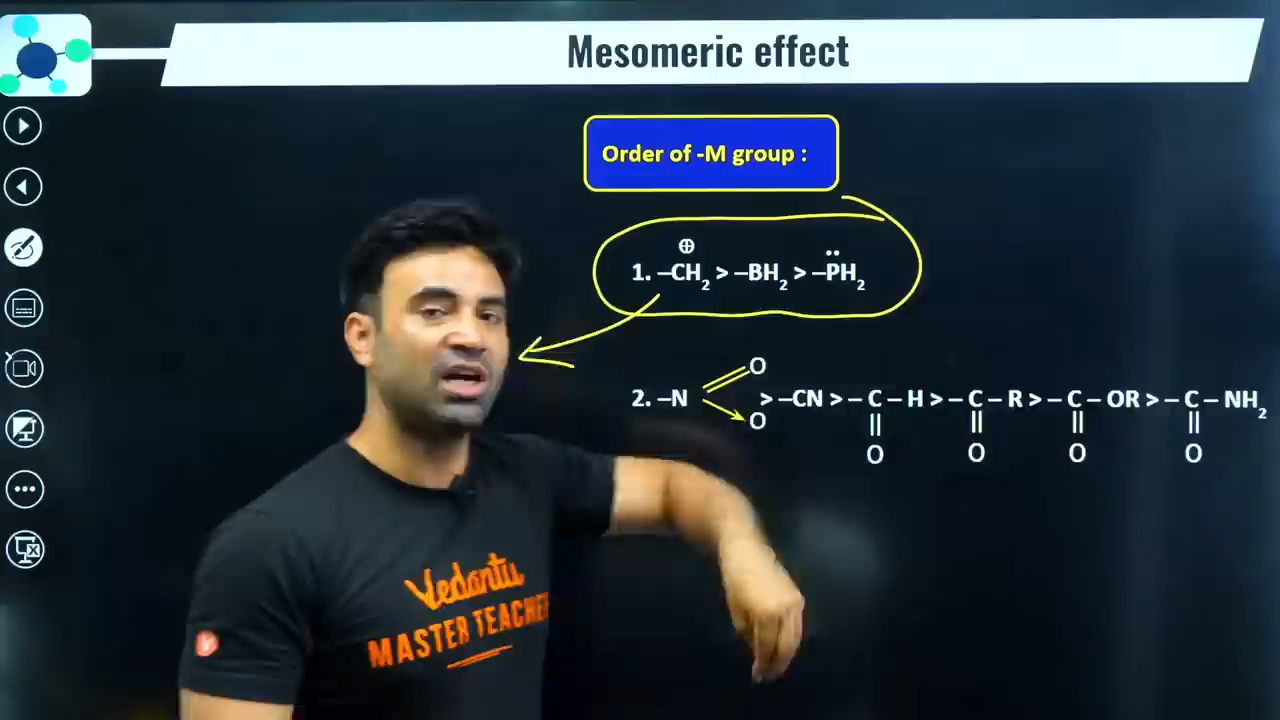 Mesomeric effect
Order of -M group :
⊕ ··
1. –CH₂ > –BH₂ > –PH₂
O
2. –N > –CN > – C – H > – C – R > – C – OR > – C – NH₂
O || || || ||
O O O O
Vedantu
MASTER TEACHER